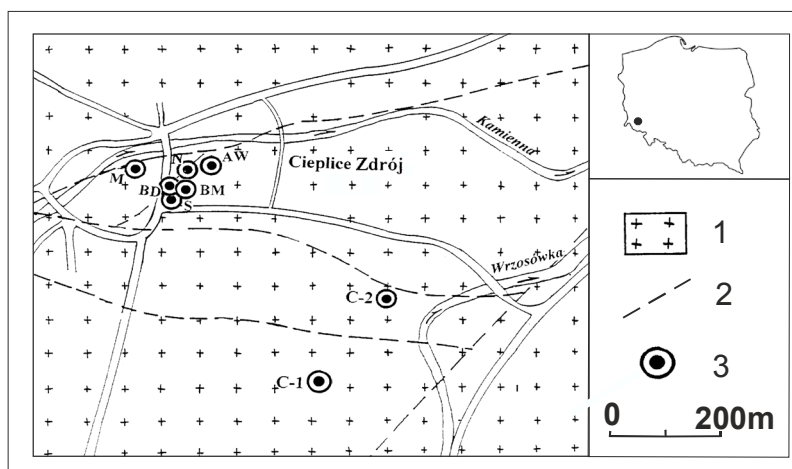 Kamienna
Cieplice Zdrój
N
AW
M
BD
BM
S
Wrzosówka
C-2
C-1
1
2
3
0
200m